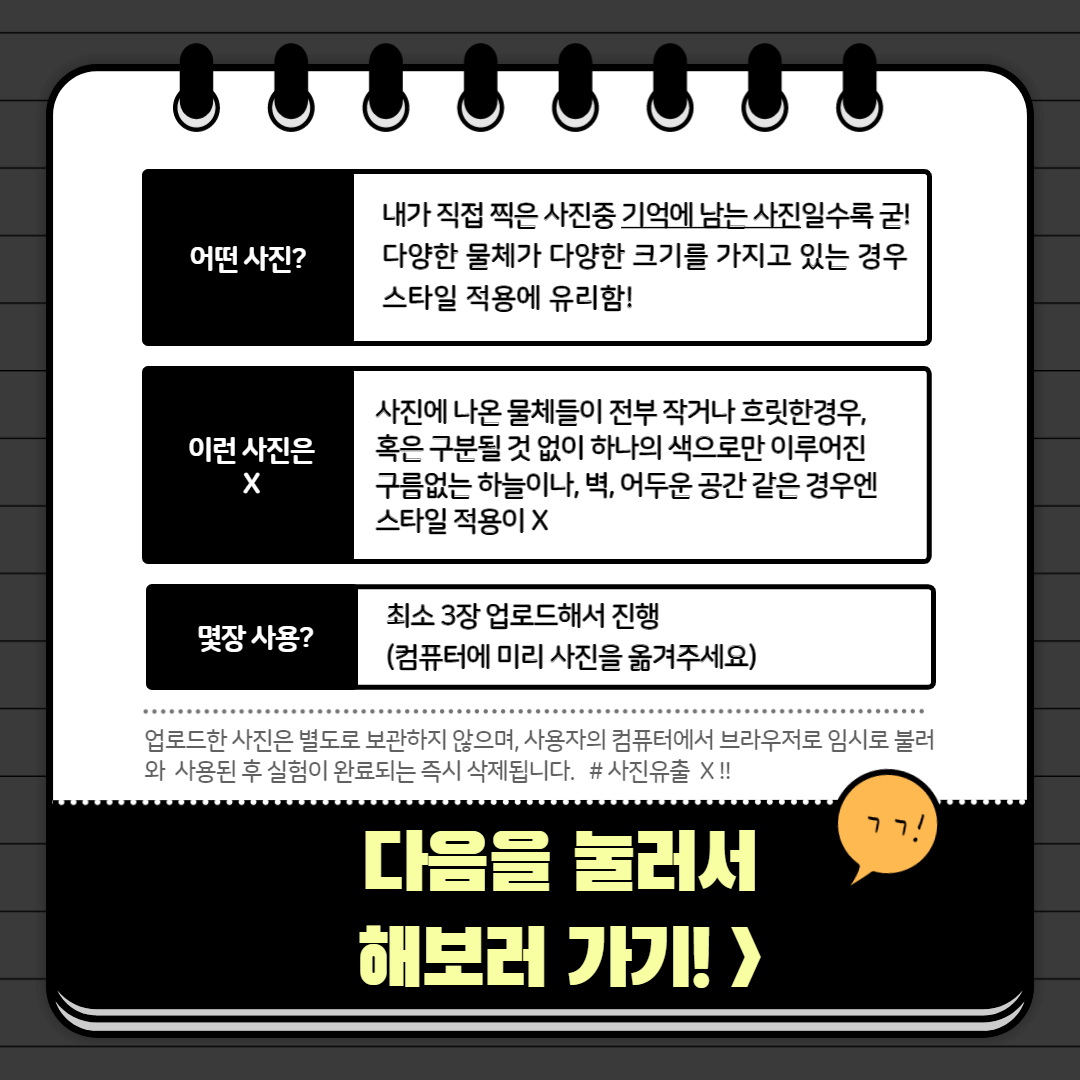 어떤 사진?
내가 직접 찍은 사진중 기억에 남는 사진일수록 굳!
다양한 물체가 다양한 크기를 가지고 있는 경우
스타일 적용에 유리함!
이런 사진은
X
사진에 나온 물체들이 전부 작거나 흐릿한경우,
혹은 구분될 것 없이 하나의 색으로만 이루어진
구름없는 하늘이나, 벽, 어두운 공간 같은 경우엔
스타일 적용이 X
몇장 사용?
최소 3장 업로드해서 진행
(컴퓨터에 미리 사진을 옮겨주세요)
업로드한 사진은 별도로 보관하지 않으며, 사용자의 컴퓨터에서 브라우저로 임시로 불러
와 사용된 후 실험이 완료되는 즉시 삭제됩니다. # 사진유출 X !!
ㄱㄱ!
다음을 눌러서
해보러 가기! >